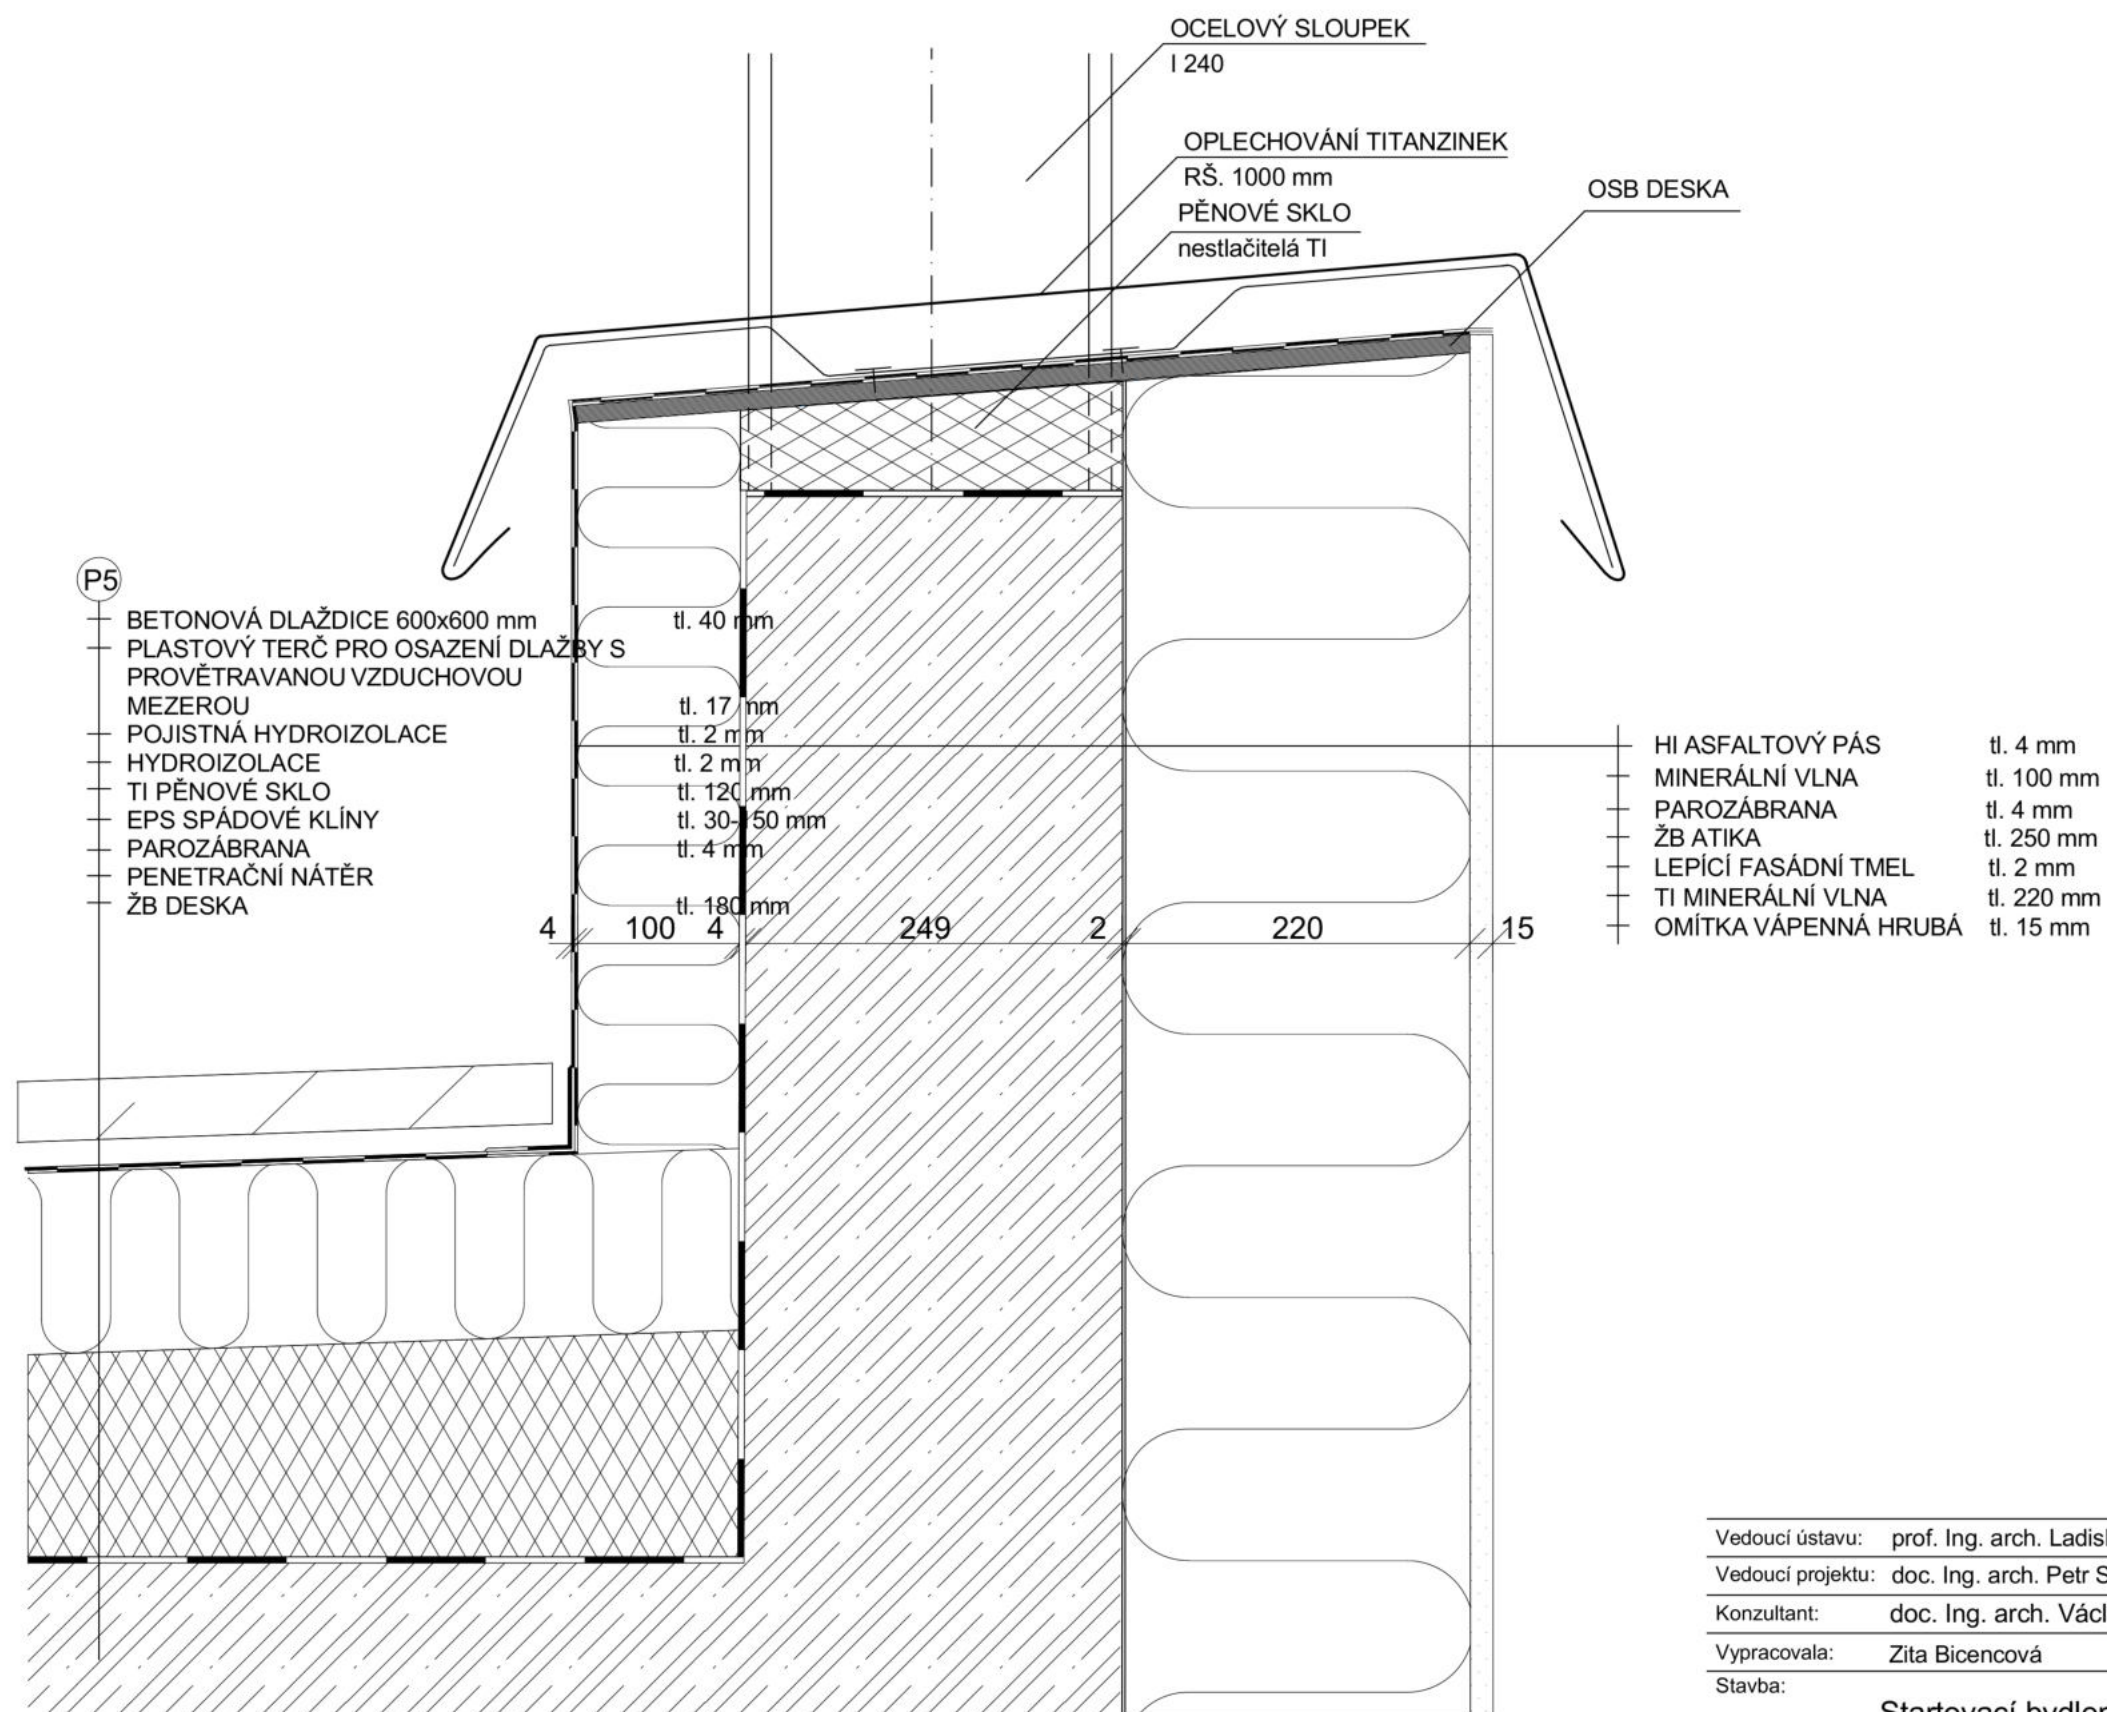 OCELOVÝ SLOUPEK
I 240
OPLECHOVÁNÍ TITANZINEK
RŠ. 1000 mm
PĚNOVÉ SKLO
nestlačitelá TI
OSB DESKA
P5
BETONOVÁ DLAŽDICE 600x600 mm tl. 40 mm
PLASTOVÝ TERČ PRO OSAZENÍ DLAŽBY S
PROVĚTRAVANOU VZDUCHOVOU
MEZEROU tl. 17 mm
POJISTNÁ HYDROIZOLACE tl. 2 mm
HYDROIZOLACE tl. 2 mm
TI PĚNOVÉ SKLO tl. 120 mm
EPS SPÁDOVÉ KLÍNY tl. 30-150 mm
PAROZÁBRANA tl. 4 mm
PENETRAČNÍ NÁTĚR
ŽB DESKA tl. 180 mm
4 100 4 249 2 220 15
HI ASFALTOVÝ PÁS tl. 4 mm
MINERÁLNÍ VLNA tl. 100 mm
PAROZÁBRANA tl. 4 mm
ŽB ATIKA tl. 250 mm
LEPÍCÍ FASÁDNÍ TMEL tl. 2 mm
TI MINERÁLNÍ VLNA tl. 220 mm
OMÍTKA VÁPENNÁ HRUBÁ tl. 15 mm
Vedoucí ústavu: prof. Ing. arch.
Vedoucí projektu: doc. Ing. arch. Petr
Konzultant: doc. Ing. arch.
Vypracovala: Zita Bicencová
Stavba:
Startovací